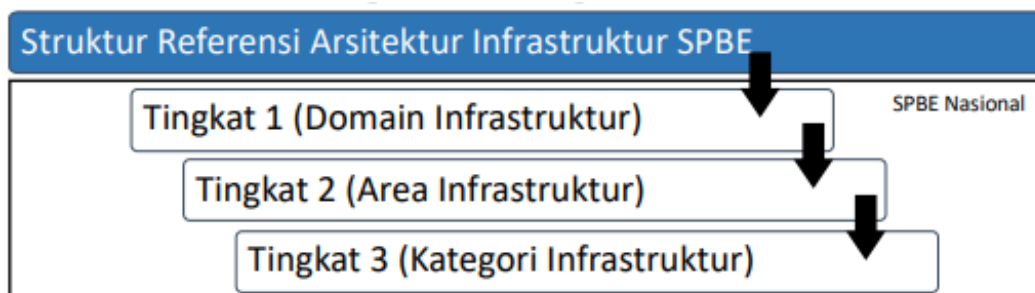 Struktur Referensi Arsitektur Infrastruktur SPBE
SPBE Nasional
Tingkat 1 (Domain Infrastruktur)
Tingkat 2 (Area Infrastruktur)
Tingkat 3 (Kategori Infrastruktur)